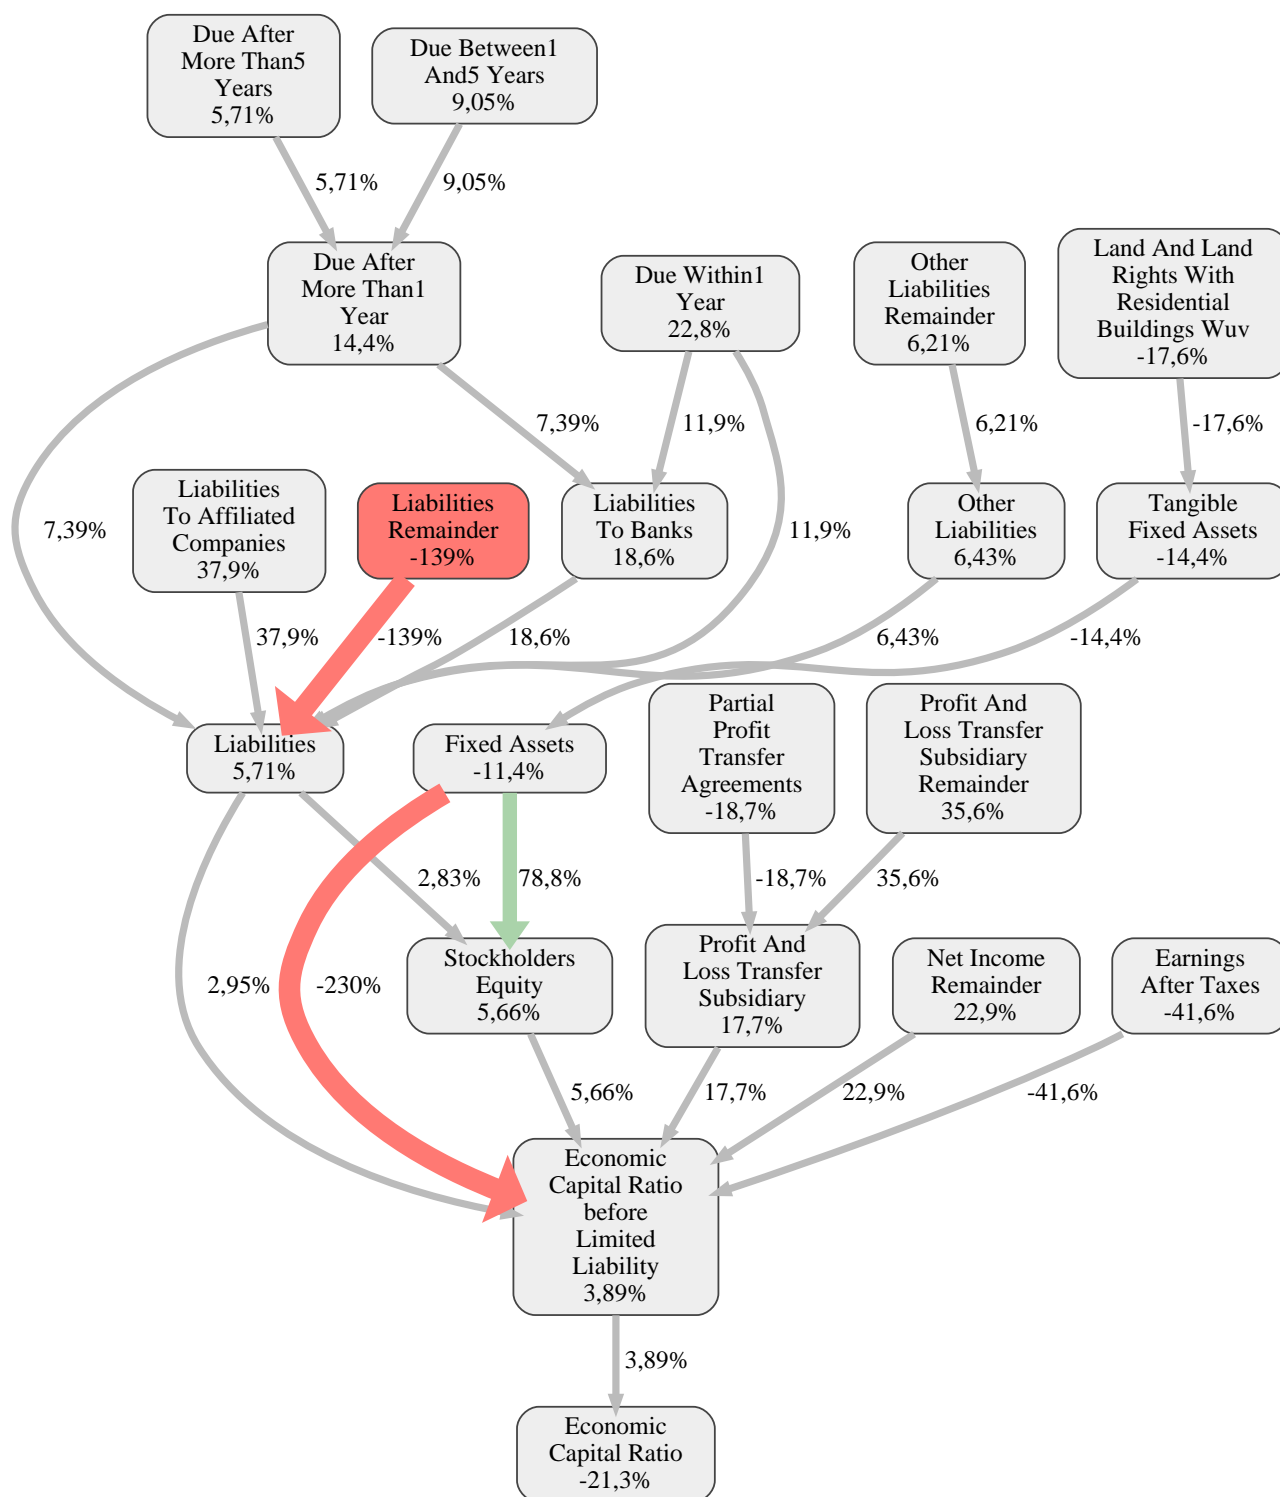 Due After
More Than5
Years
5,71%
Due Between1
And5 Years
9,05%
5,71%
9,05%
Due After
More Than1
Year
14,4%
Due Within1
Year
22,8%
Other
Liabilities
Remainder
6,21%
Land And Land
Rights With
Residential
Buildings Wuv
-17,6%
7,39%
11,9%
6,21%
-17,6%
Liabilities
To Affiliated
Companies
37,9%
Liabilities
Remainder
-139%
Liabilities
To Banks
18,6%
Other
Liabilities
6,43%
Tangible
Fixed Assets
-14,4%
7,39%
11,9%
37,9%
-139%
18,6%
6,43%
-14,4%
Liabilities
5,71%
Fixed Assets
-11,4%
Partial
Profit
Transfer
Agreements
-18,7%
Profit And
Loss Transfer
Subsidiary
Remainder
35,6%
2,83%
78,8%
-18,7%
35,6%
2,95%
-230%
Stockholders
Equity
5,66%
Profit And
Loss Transfer
Subsidiary
17,7%
Net Income
Remainder
22,9%
Earnings
After Taxes
-41,6%
5,66%
17,7%
22,9%
-41,6%
Economic
Capital Ratio
before
Limited
Liability
3,89%
3,89%
Economic
Capital Ratio
-21,3%